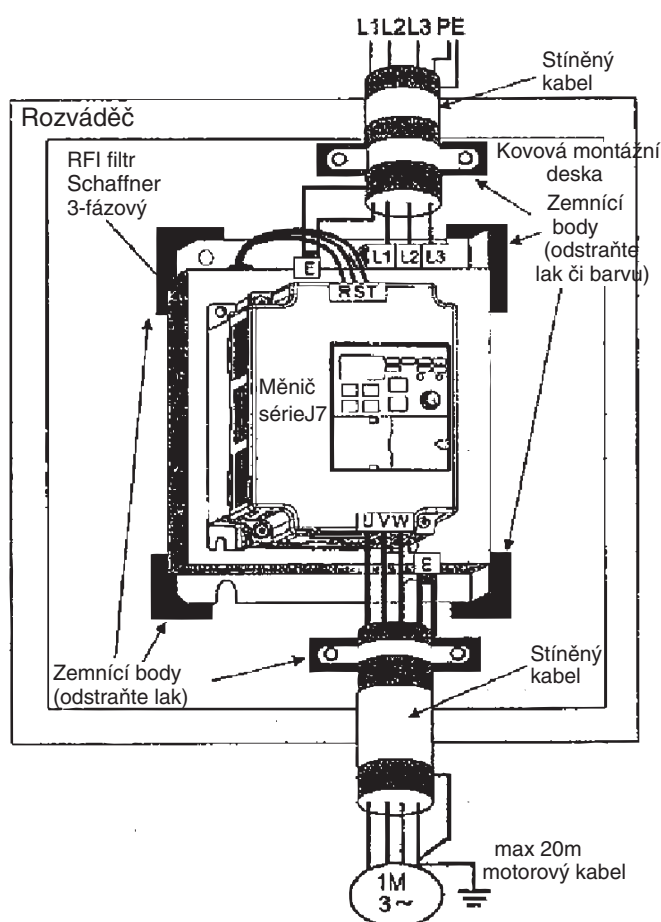 L1L2L3 PE
Stíněný
kabel
Rozváděč
RFI filtr
Schaffner
3-fázový
Kovová montážní
deska
Zemnící
body
(odstraňte
lak či barvu)
E
L1 L2 L3
RST
Měnič
sérieJ7
UVW
E
Zemnící body
(odstraňte lak)
Stíněný
kabel
max 20m
motorový kabel
1M
3~